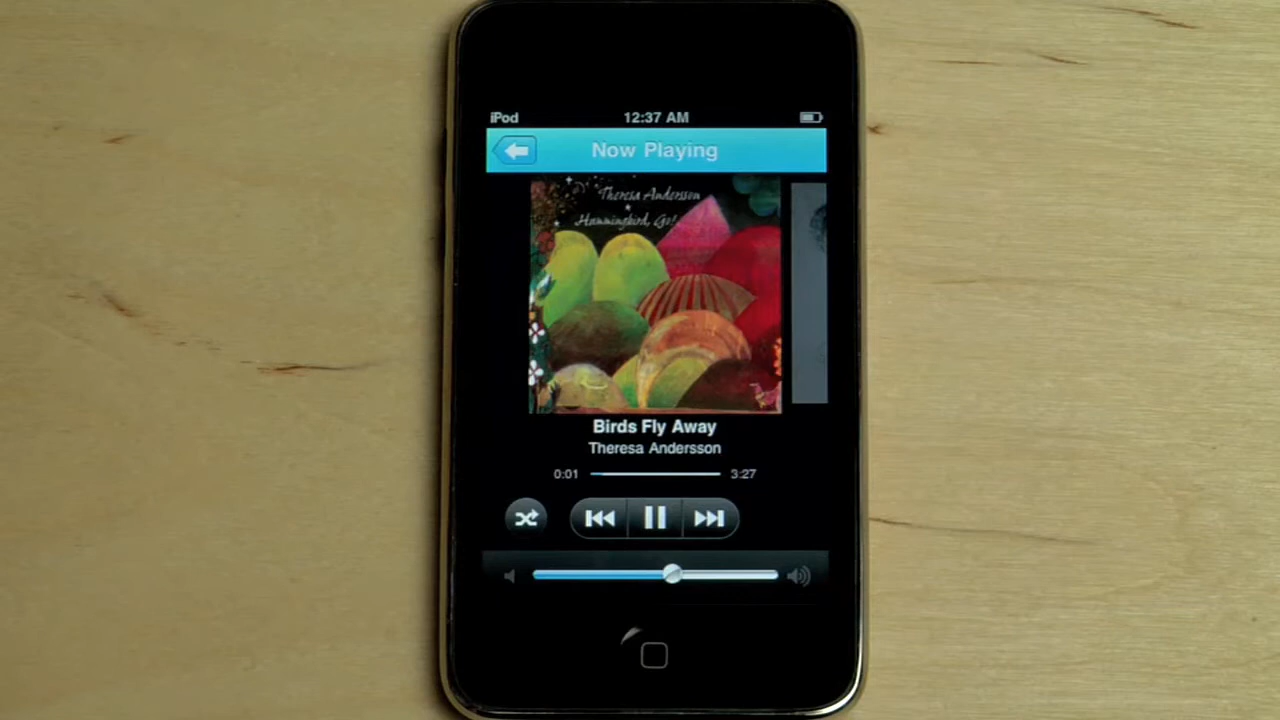 iPod 12:37 AM
Now Playing
Theresa Andersson
Hummingbird, Go!
Birds Fly Away
Theresa Andersson
0:01 3:27